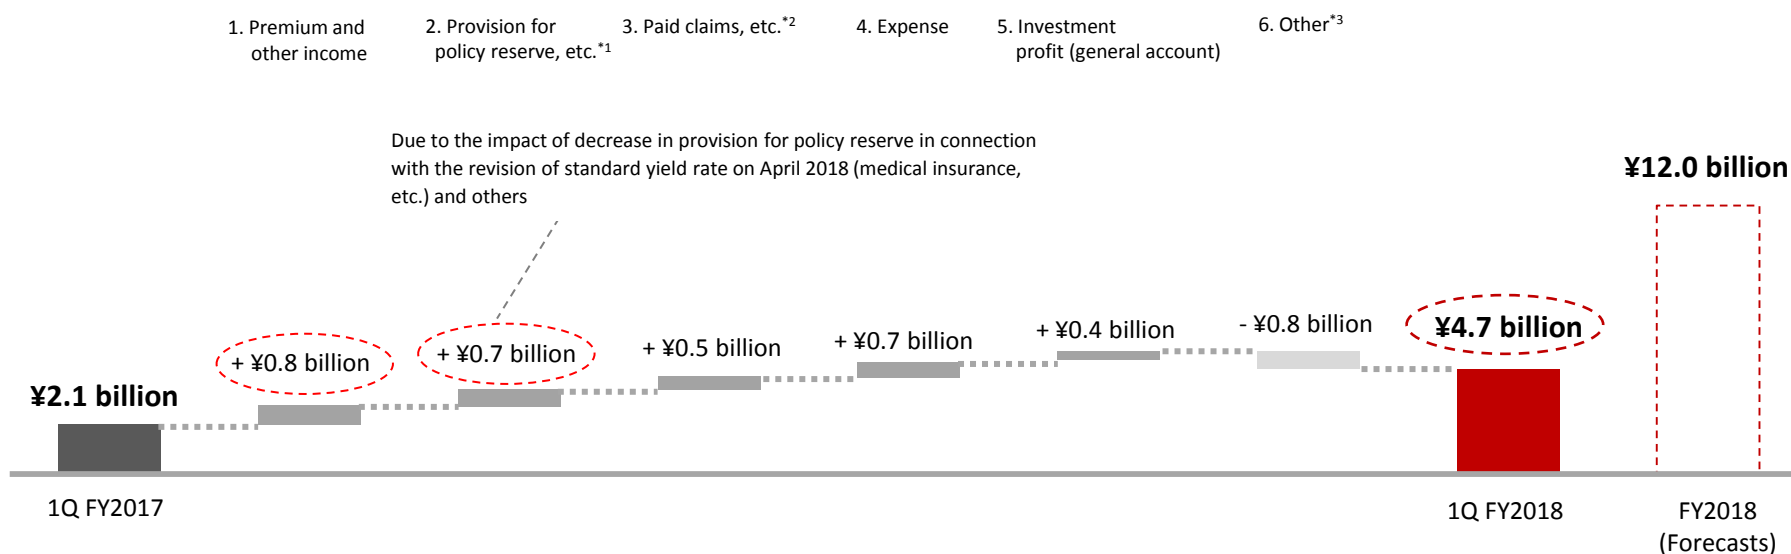 1. Premium and
other income
2. Provision for
policy reserve, etc.*1
3. Paid claims, etc.*2
4. Expense
5. Investment
profit (general account)
6. Other*3
Due to the impact of decrease in provision for policy reserve in connection
with the revision of standard yield rate on April 2018 (medical insurance,
etc.) and others
¥12.0 billion
¥2.1 billion
+ ¥0.8 billion
+ ¥0.7 billion
+ ¥0.5 billion
+ ¥0.7 billion
+ ¥0.4 billion
- ¥0.8 billion
¥4.7 billion
1Q FY2017
1Q FY2018
FY2018
(Forecasts)